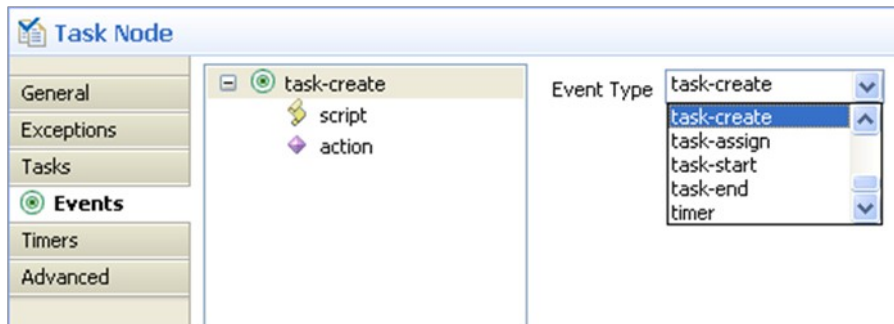 Task Node
General
Exceptions
Tasks
Events
Timers
Advanced
task-create
script
action
Event Type task-create
task-create
task-assign
task-start
task-end
timer